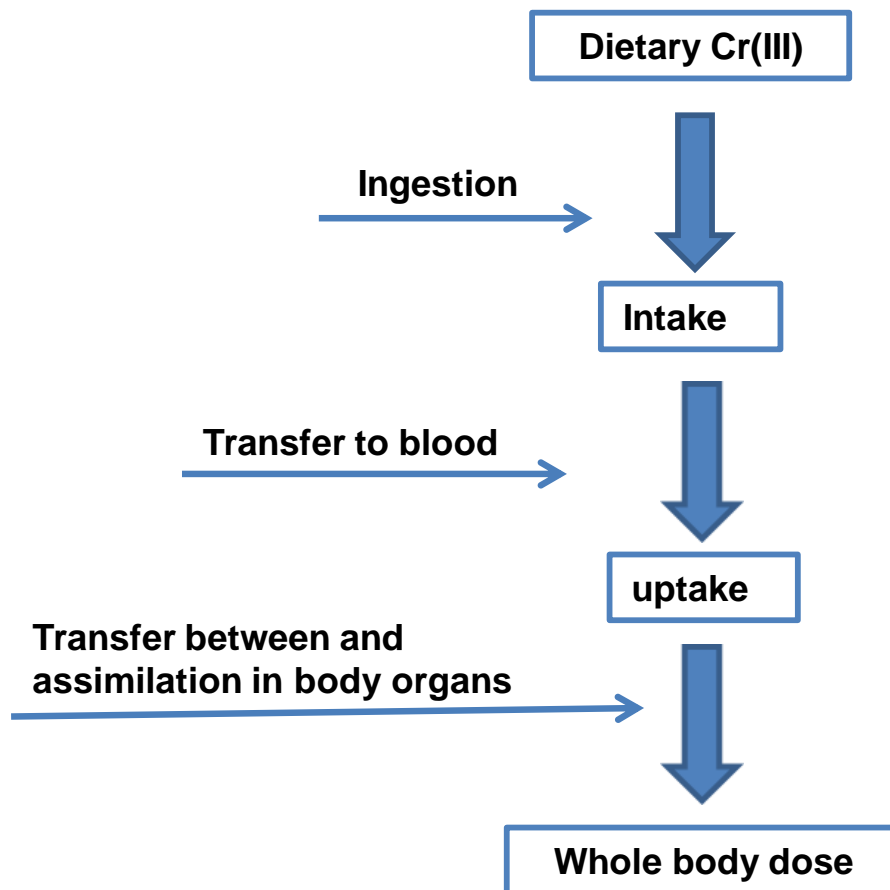 Dietary Cr(III)
Ingestion
Intake
Transfer to blood
uptake
Transfer between and
assimilation in body organs
Whole body dose